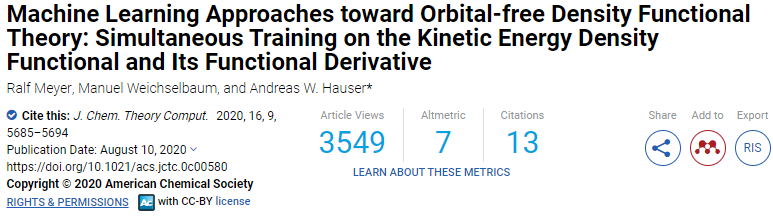 Machine Learning Approaches toward Orbital-free Density Functional
Theory: Simultaneous Training on the Kinetic Energy Density
Functional and Its Functional Derivative
Ralf Meyer, Manuel Weichselbaum, and Andreas W. Hauser*
Cite this: J. Chem. Theory Comput. 2020, 16, 9,
5685–5694
Publication Date: August 10, 2020
https://doi.org/10.1021/acs.jctc.0c00580
Copyright © 2020 American Chemical Society
RIGHTS & PERMISSIONS AC with CC-BY license
Article Views
3549
Altmetric
7
Citations
13
LEARN ABOUT THESE METRICS
Share
Add to
Export
RIS